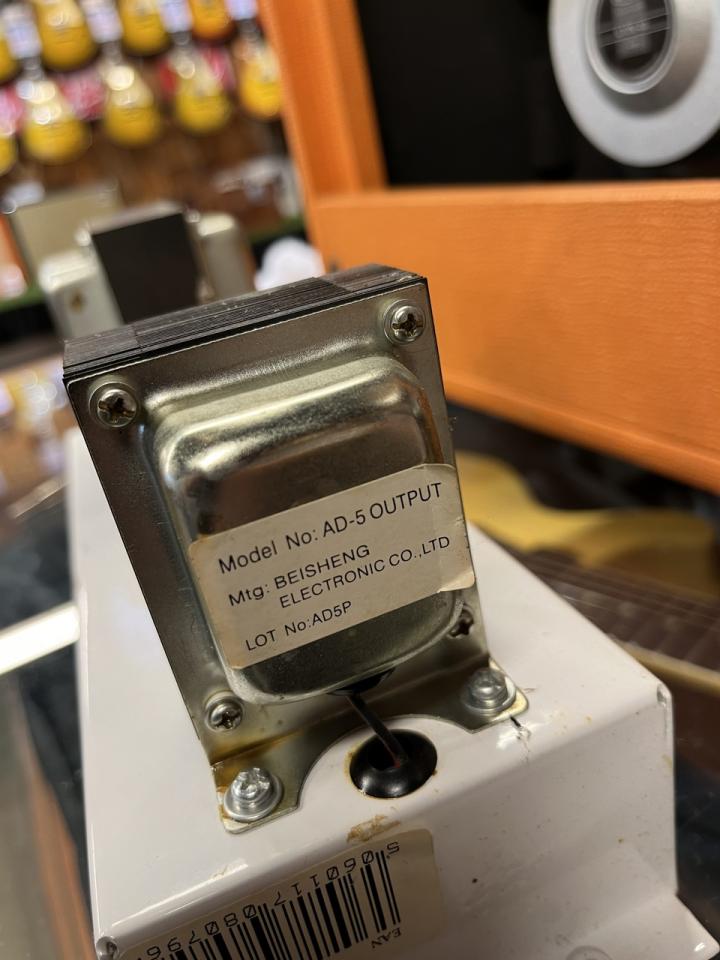 Model No: AD-5 OUTPUT
Mtg: BEISHENG
ELECTRONIC CO.,LTD
LOT No:AD5P
EAN
5060117080796